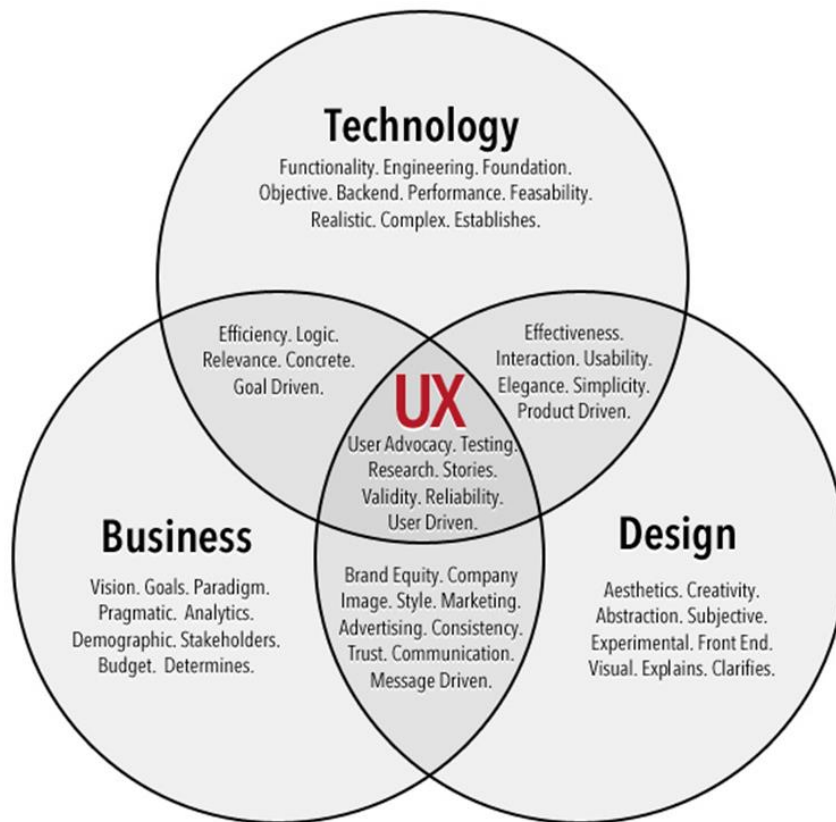 Technology
Functionality. Engineering. Foundation.
Objective. Backend. Performance. Feasability.
Realistic. Complex. Establishes.
Efficiency. Logic.
Relevance. Concrete.
Goal Driven.
Effectiveness.
Interaction. Usability.
Elegance. Simplicity.
Product Driven.
UX
User Advocacy. Testing.
Research. Stories.
Validity. Reliability.
User Driven.
Business
Vision. Goals. Paradigm.
Pragmatic. Analytics.
Demographic. Stakeholders.
Budget. Determines.
Brand Equity. Company
Image. Style. Marketing.
Advertising. Consistency.
Trust. Communication.
Message Driven.
Design
Aesthetics. Creativity.
Abstraction. Subjective.
Experimental. Front End.
Visual. Explains. Clarifies.